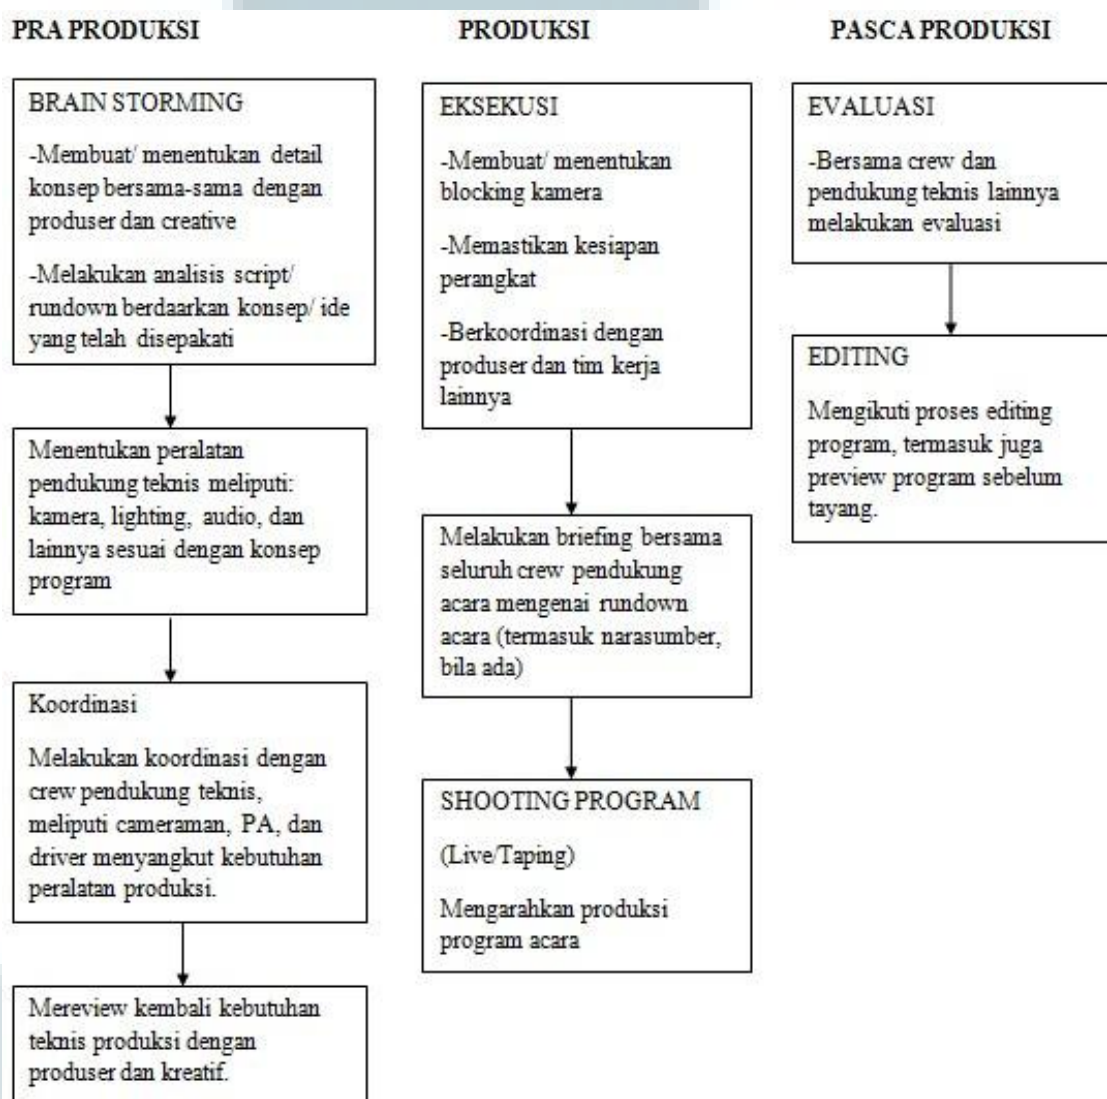 PRA PRODUKSI
BRAIN STORMING
-Membuat/ menentukan detail
konsep bersama-sama dengan
produser dan creative
-Melakukan analisis script/
rundown berdaarkan konsep/ ide
yang telah disepakati
Menentukan peralatan
pendukung teknis meliputi:
kamera, lighting, audio, dan
lainnya sesuai dengan konsep
program
Koordinasi
Melakukan koordinasi dengan
crew pendukung teknis,
meliputi cameraman, PA, dan
driver menyangkut kebutuhan
peralatan produksi.
Mereview kembali kebutuhan
teknis produksi dengan
produser dan kreatif.
PRODUKSI
EKSEKUSI
-Membuat/ menentukan
blocking kamera
-Memastikan kesiapan
perangkat
-Berkoordinasi dengan
produser dan tim kerja
lainnya
Melakukan briefing bersama
seluruh crew pendukung
acara mengenai rundown
acara (termasuk narasumber,
bila ada)
SHOOTING PROGRAM
(Live/Taping)
Mengarahkan produksi
program acara
PASCA PRODUKSI
EVALUASI
-Bersama crew dan
pendukung teknis lainnya
melakukan evaluasi
EDITING
Mengikuti proses editing
program, termasuk juga
preview program sebelum
tayang.